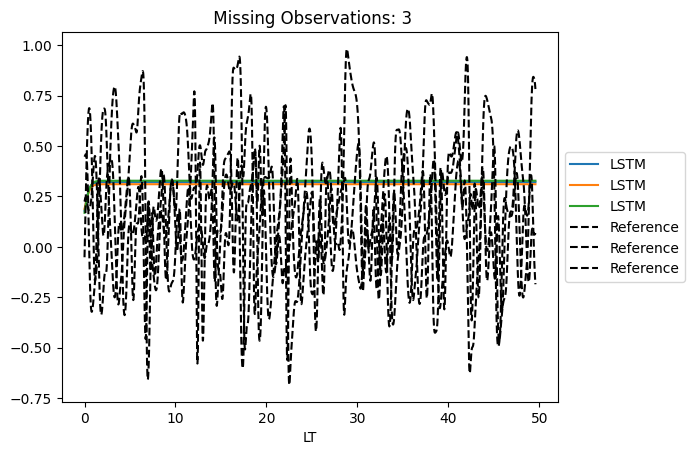 Missing Observations: 3
1.00
0.75
0.50
0.25
0.00
−0.25
−0.50
−0.75
0
10
20
30
40
50
LT
LSTM
LSTM
LSTM
Reference
Reference
Reference